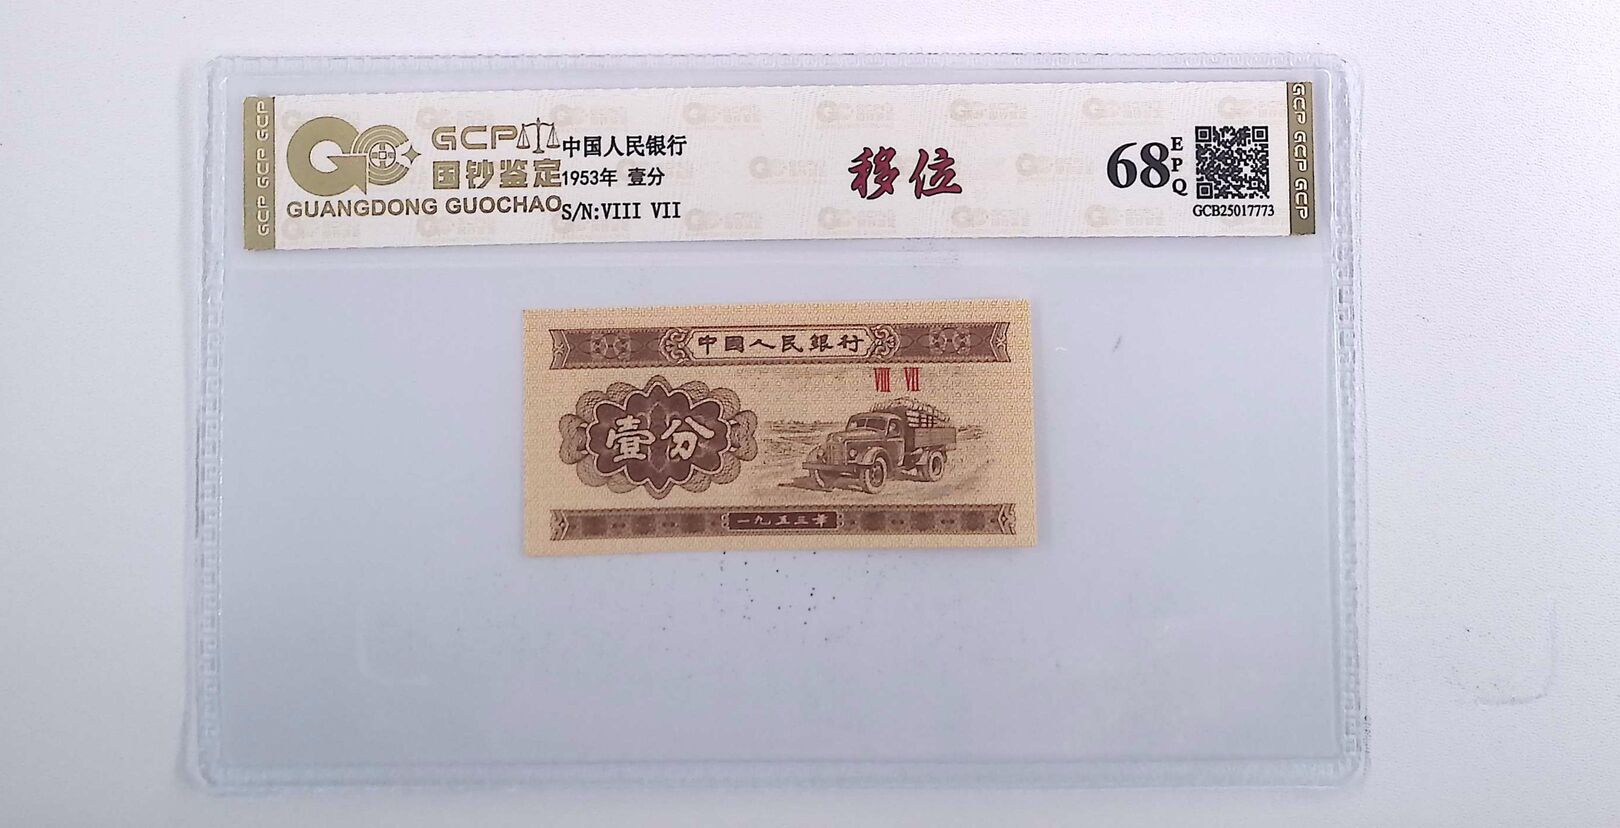 GCP GCP GCP
GCP
国钞鉴定
GUANGDONG GUOCHAO
中国人民银行
1953年 壹分
S/N:VIII VII
移位
68
EPQ
GCB25017773
GCP GCP GCP
中國人民銀行
VIII VII
壹分
一九五三年